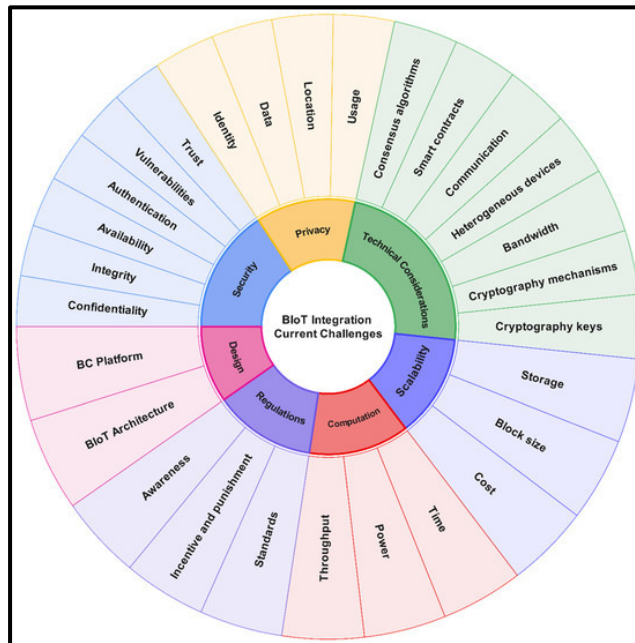 BIoT Integration
Current Challenges
Privacy
Identity
Data
Location
Usage
Technical Considerations
Consensus algorithms
Smart contracts
Communication
Heterogeneous devices
Bandwidth
Cryptography mechanisms
Cryptography keys
Scalability
Storage
Block size
Cost
Computation
Time
Power
Throughput
Regulations
Standards
Incentive and punishment
Awareness
Design
BIoT Architecture
BC Platform
Security
Confidentiality
Integrity
Availability
Authentication
Vulnerabilities
Trust